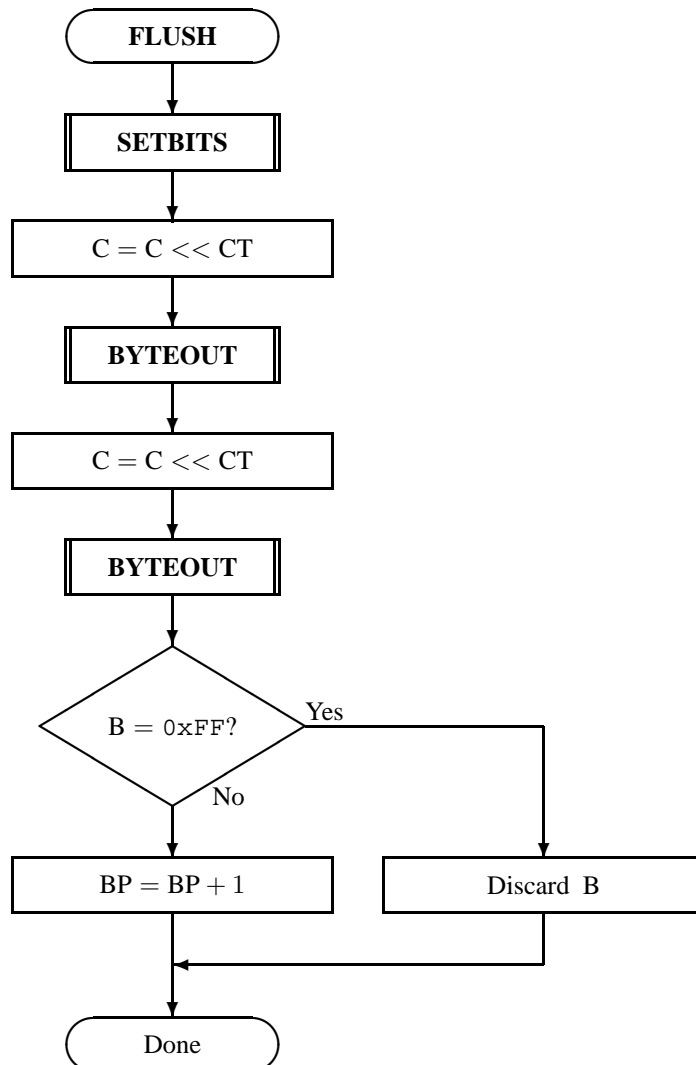 FLUSH
SETBITS
C = C << CT
BYTEOUT
C = C << CT
BYTEOUT
B = 0xFF?
Yes
No
BP = BP + 1
Discard B
Done